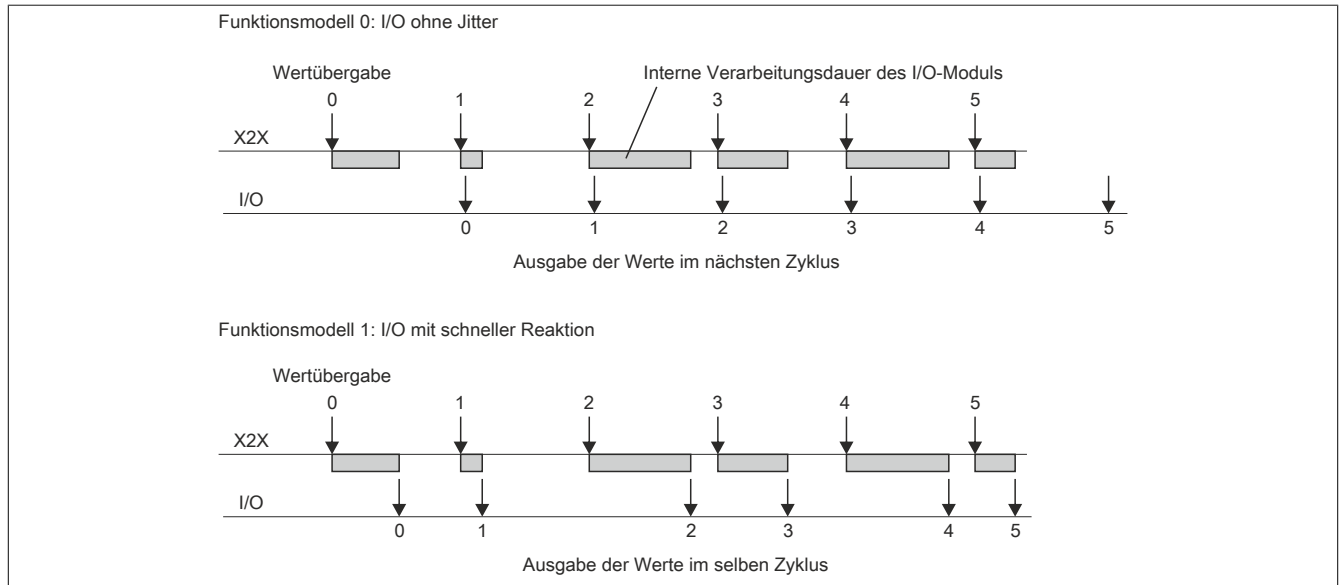 Funktionsmodell 0: I/O ohne Jitter
Wertübergabe Interne Verarbeitungsdauer des I/O-Moduls
0 1 2 3 4 5
X2X
I/O
0 1 2 3 4 5
Ausgabe der Werte im nächsten Zyklus
Funktionsmodell 1: I/O mit schneller Reaktion
Wertübergabe
0 1 2 3 4 5
X2X
I/O
0 1 2 3 4 5
Ausgabe der Werte im selben Zyklus